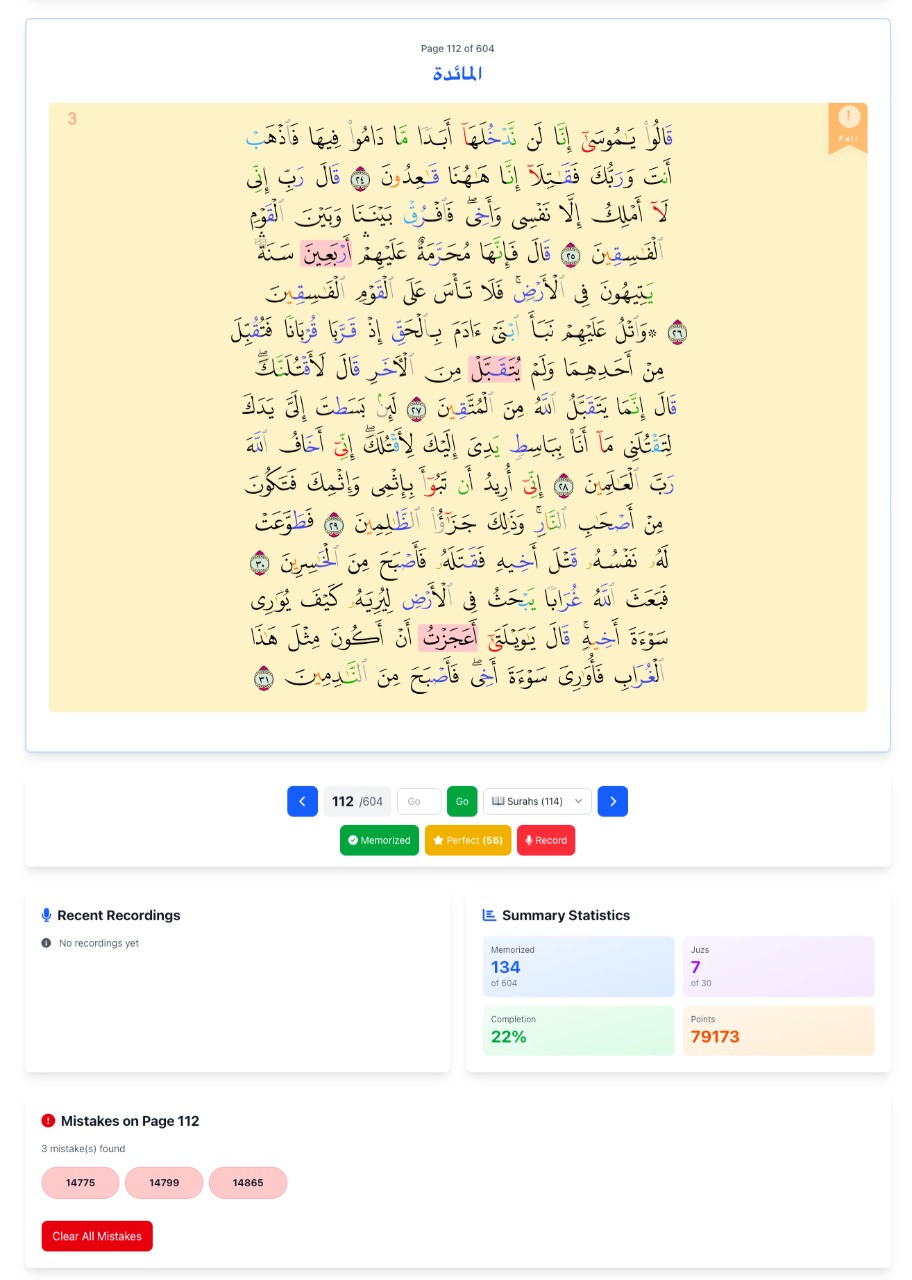 Page 112 of 604
المائدة
3
Fair
قَالُوا۟ يَـٰمُوسَىٰٓ إِنَّا لَن نَّدْخُلَهَآ أَبَدًۭا مَّا دَامُوا۟ فِيهَا فَٱذْهَبْ
أَنتَ وَرَبُّكَ فَقَـٰتِلَآ إِنَّا هَـٰهُنَا قَـٰعِدُونَ ٢٤ قَالَ رَبِّ إِنِّى
لَآ أَمْلِكُ إِلَّا نَفْسِى وَأَخِى ۖ فَٱفْرُقْ بَيْنَنَا وَبَيْنَ ٱلْقَوْمِ
ٱلْفَـٰسِقِينَ ٢٥ قَالَ فَإِنَّهَا مُحَرَّمَةٌ عَلَيْهِمْ ۛ أَرْبَعِينَ سَنَةًۭ ۛ
يَتِيهُونَ فِى ٱلْأَرْضِ ۚ فَلَا تَأْسَ عَلَى ٱلْقَوْمِ ٱلْفَـٰسِقِينَ
٢٦ ۞ وَٱتْلُ عَلَيْهِمْ نَبَأَ ٱبْنَىْ ءَادَمَ بِٱلْحَقِّ إِذْ قَرَّبَا قُرْبَانًۭا فَتُقُبِّلَ
مِنْ أَحَدِهِمَا وَلَمْ يُتَقَبَّلْ مِنَ ٱلْـَٔاخَرِ قَالَ لَأَقْتُلَنَّكَ ۖ
قَالَ إِنَّمَا يَتَقَبَّلُ ٱللَّهُ مِنَ ٱلْمُتَّقِينَ ٢٧ لَئِنۢ بَسَطتَ إِلَىَّ يَدَكَ
لِتَقْتُلَنِى مَآ أَنَا۠ بِبَاسِطٍۢ يَدِىَ إِلَيْكَ لِأَقْتُلَكَ ۖ إِنِّىٓ أَخَافُ ٱللَّهَ
رَبَّ ٱلْعَـٰلَمِينَ ٢٨ إِنِّىٓ أُرِيدُ أَن تَبُوٓأَ بِإِثْمِى وَإِثْمِكَ فَتَكُونَ
مِنْ أَصْحَـٰبِ ٱلنَّارِ ۚ وَذَٰلِكَ جَزَٰٓؤُا۟ ٱلظَّـٰلِمِينَ ٢٩ فَطَوَّعَتْ
لَهُۥ نَفْسُهُۥ قَتْلَ أَخِيهِ فَقَتَلَهُۥ فَأَصْبَحَ مِنَ ٱلْخَـٰسِرِينَ ٣٠
فَبَعَثَ ٱللَّهُ غُرَابًۭا يَبْحَثُ فِى ٱلْأَرْضِ لِيُرِيَهُۥ كَيْفَ يُوَٰرِى
سَوْءَةَ أَخِيهِ ۚ قَالَ يَـٰوَيْلَتَىٰٓ أَعَجَزْتُ أَنْ أَكُونَ مِثْلَ هَـٰذَا
ٱلْغُرَابِ فَأُوَٰرِىَ سَوْءَةَ أَخِى ۖ فَأَصْبَحَ مِنَ ٱلنَّـٰدِمِينَ ٣١
112 /604 Go Go Surahs (114)
Memorized Perfect (56) Record
Recent Recordings
No recordings yet
Summary Statistics
Memorized
134
of 604
Juzs
7
of 30
Completion
22%
Points
79173
Mistakes on Page 112
3 mistake(s) found
14775 14799 14865
Clear All Mistakes